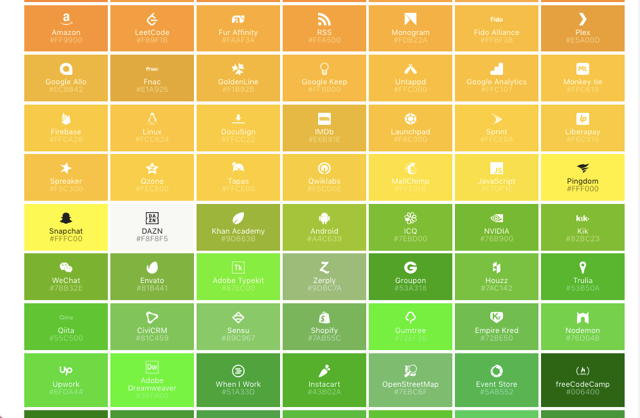 Amazon
#FF9900
LeetCode
#F89F1B
Fur Affinity
#FAAF3A
RSS
#FFA500
Monogram
#FDB22A
Fido Alliance
#FFBF3B
Plex
#E5A00D
Google Allo
#ECB842
Fnac
#E1A925
GoldenLine
#F1B92B
Google Keep
#FFBB00
Untappd
#FFC000
Google Analytics
#FFC107
Monkey tie
#FFC619
Firebase
#FFCA28
Linux
#FCC624
DocuSign
#FFCC22
IMDb
#E6B91E
Launchpad
#F8C300
Sprint
#FFCE0A
Liberapay
#F6C915
Spreaker
#F5C300
Qzone
#FECE00
Tapas
#FFCE00
Qwiklabs
#F5CD0E
MailChimp
JavaScript
#F7DF1E
Pingdom
#FFF000
Snapchat
#FFFC00
DAZN
#F8F8F5
Khan Academy
#9DB63B
Android
#A4C639
ICQ
#7EBD00
NVIDIA
#76B900
Kik
#82BC23
WeChat
#7BB32E
Envato
#81B441
Adobe Typekit
#87EC00
Zerply
#9DBC7A
Groupon
#53A318
Houzz
#7AC142
Trulia
#53B50A
Qiita
#55C500
CiviCRM
#81C459
Sensu
#89C967
Shopify
#7AB55C
Gumtree
#72EF36
Empire Kred
#72BE50
Nodemon
#76D04B
Upwork
#6FDA44
Adobe
Dreamweaver
#35FA00
When I Work
#51A33D
Instacart
#43B02A
OpenStreetMap
#7EBC6F
Event Store
#5AB552
freeCodeCamp
#006400